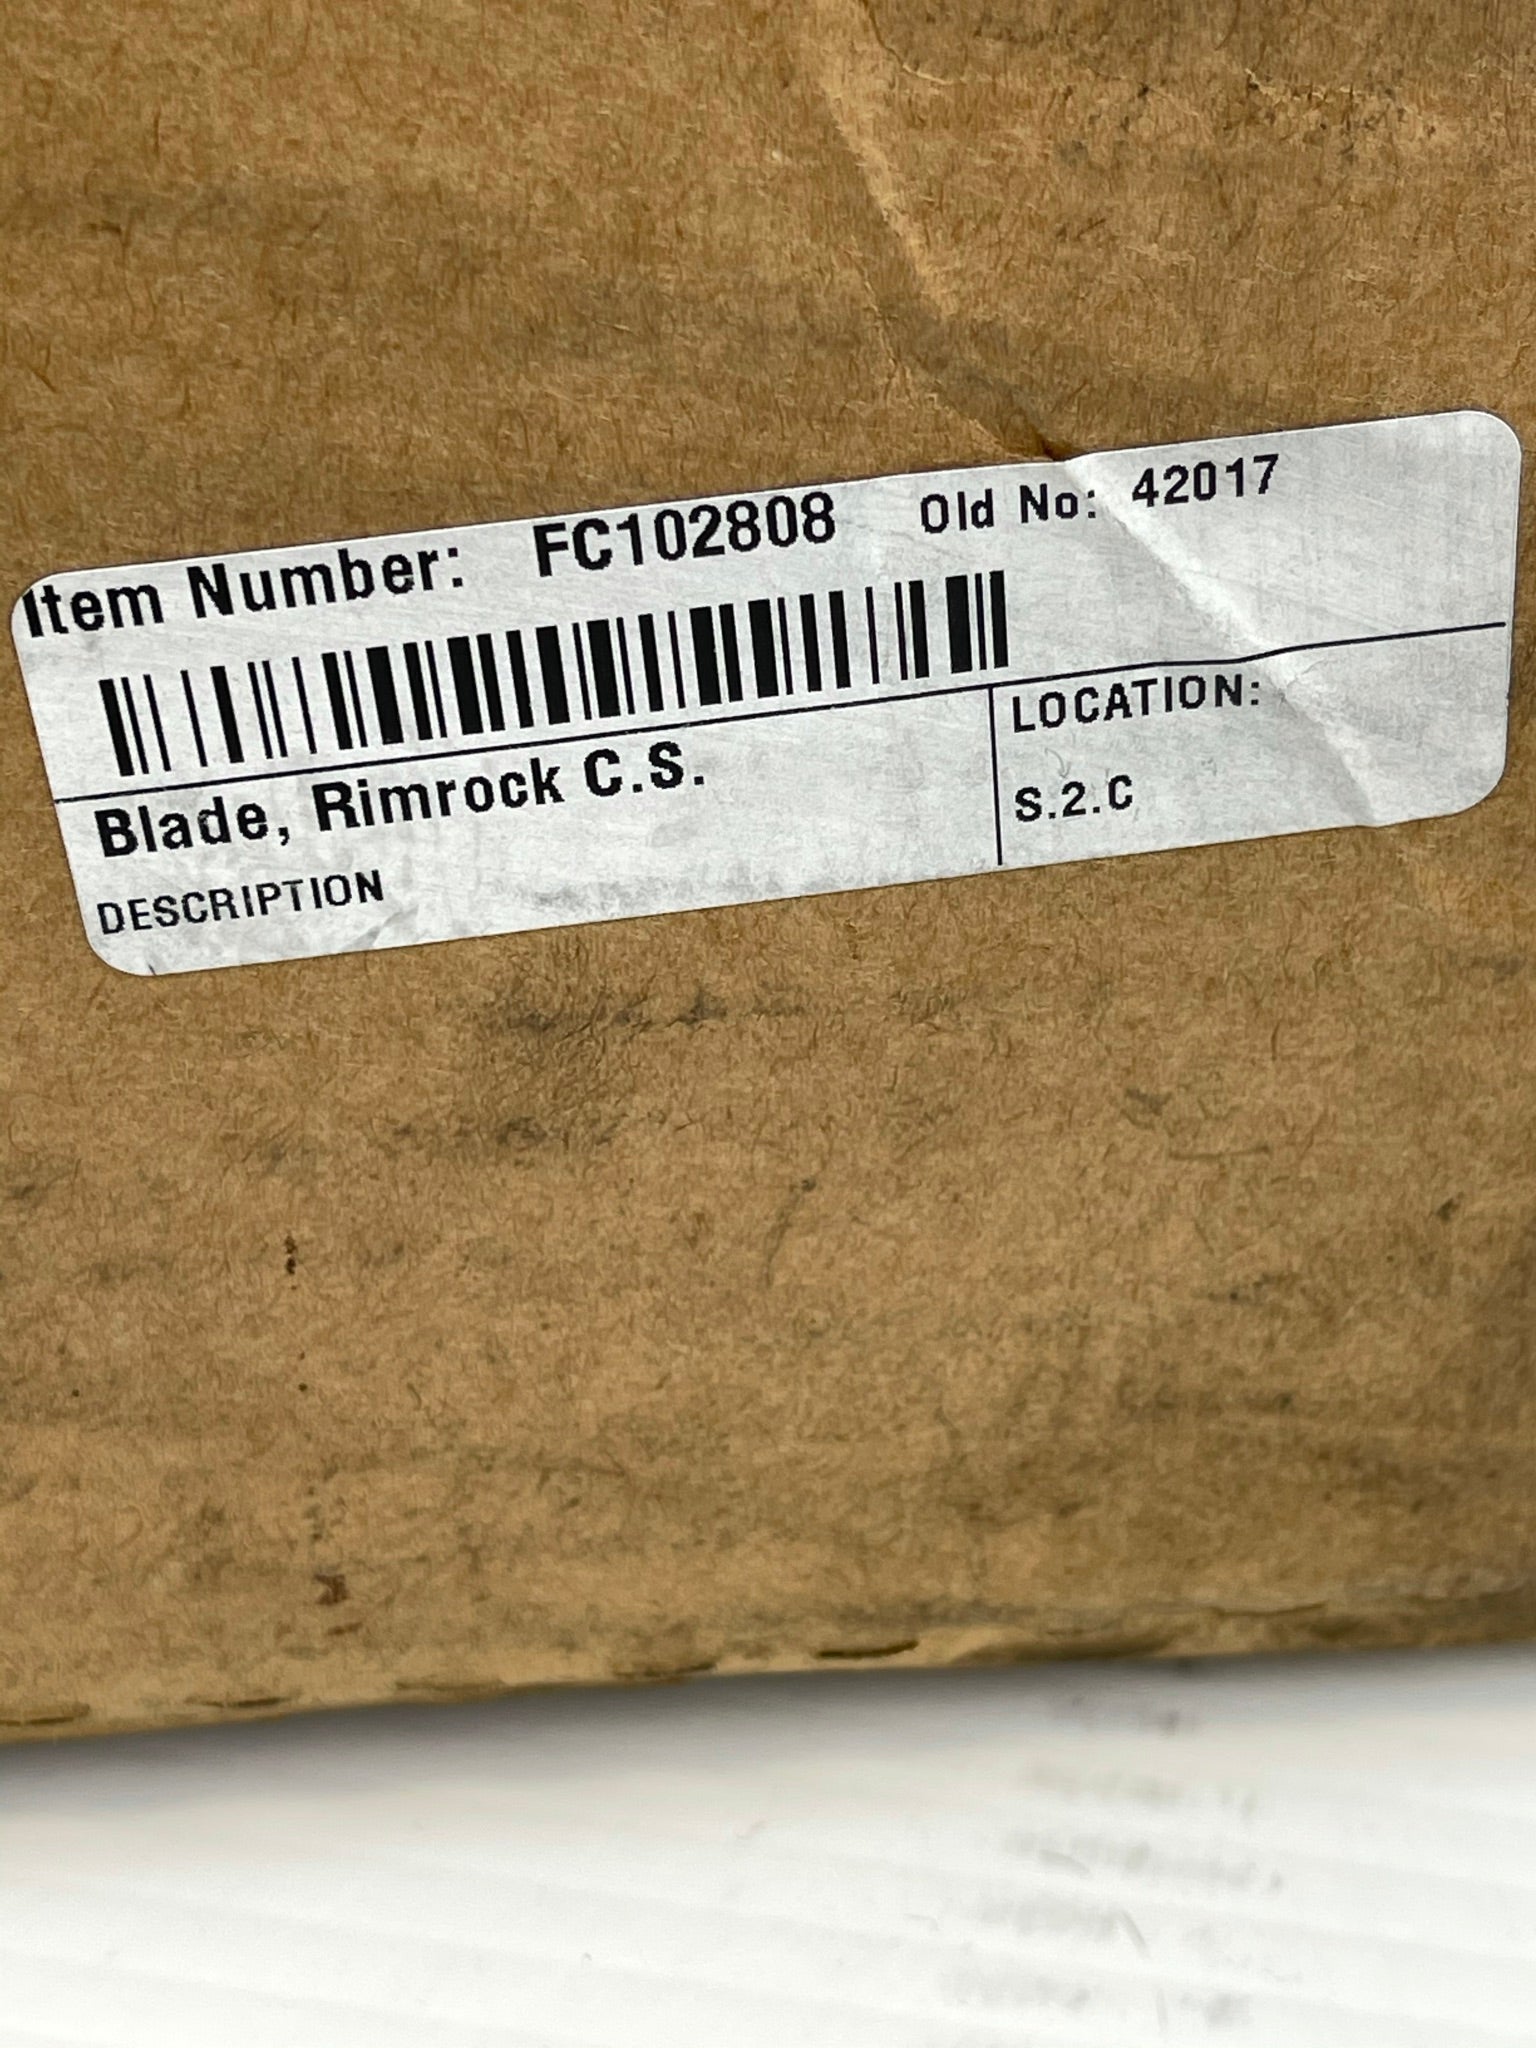 Item Number: FC102808 Old No: 42017
LOCATION:
Blade, Rimrock C.S.
S.2.C
DESCRIPTION